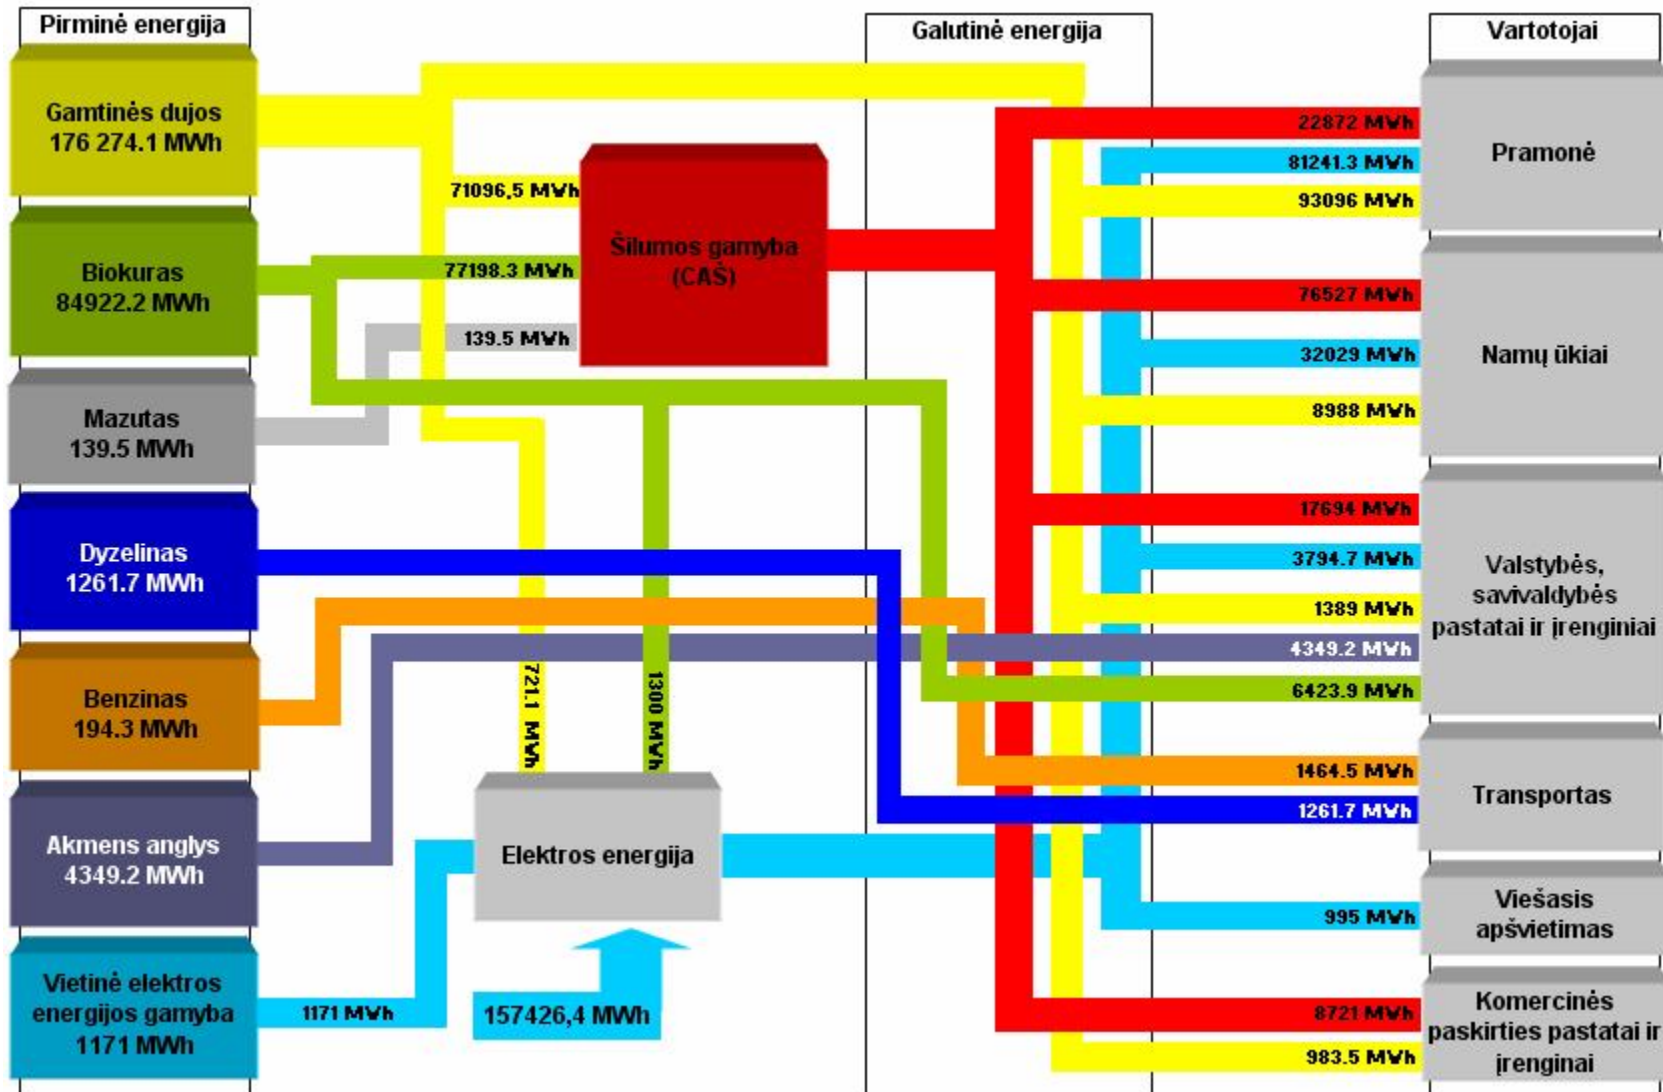 Pirminė energija
Galutinė energija
Vartotojai
Gamtinės dujos
176 274.1 MWh
Biokuras
84922.2 MWh
Mazutas
139.5 MWh
Dyzelinas
1261.7 MWh
Benzinas
194.3 MWh
Akmens anglys
4349.2 MWh
Vietinė elektros
energijos gamyba
1171 MWh
71096,5 MWh
77198.3 MWh
139.5 MWh
Šilumos gamyba
(CAŠ)
721.1 MWh
1300 MWh
1171 MWh
Elektros energija
157426,4 MWh
22872 MWh
81241.3 MWh
93096 MWh
Pramonė
76527 MWh
32029 MWh
8988 MWh
Namų ūkiai
17694 MWh
3794.7 MWh
1389 MWh
4349.2 MWh
6423.9 MWh
Valstybės,
savivaldybės
pastatai ir įrenginiai
1464.5 MWh
1261.7 MWh
Transportas
995 MWh
Viešasis
apšvietimas
8721 MWh
983.5 MWh
Komercinės
paskirties pastatai ir
įrenginai